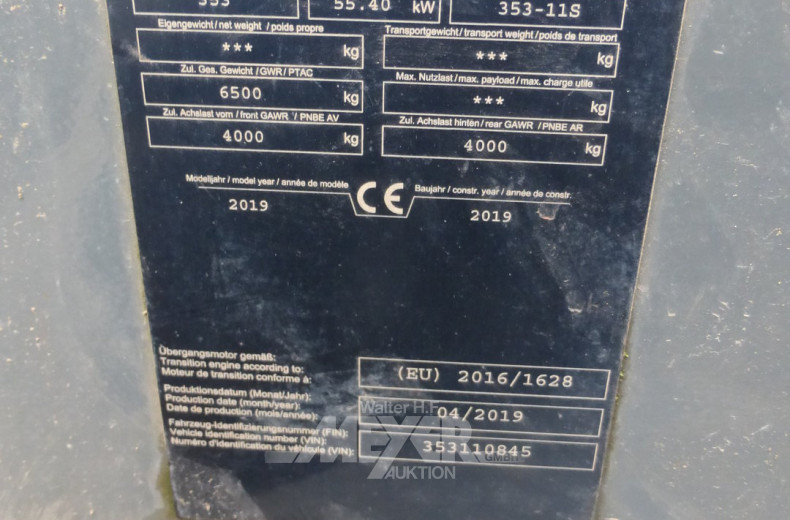 353 55.40 kW 353-11S
Eigengewicht / net weight / poids propre
*** kg
Transportgewicht / transport weight / poids de transport
*** kg
Zul. Ges. Gewicht / GWR / PTAC
6500 kg
Max. Nutzlast / max. payload / max. charge utile
*** kg
Zul. Achslast vorn / front GAWR / PNBE AV
4000 kg
Zul. Achslast hinten / rear GAWR / PNBE AR
4000 kg
Modelljahr / model year / année de modèle
2019
CE
Baujahr / constr. year / année de constr.
2019
Übergangsmotor gemäß:
Transition engine according to:
Moteur de transition conforme à:
(EU) 2016/1628
Produktionsdatum (Monat/Jahr):
Production date (month/year):
Date de production (mois/année):
04/2019
Fahrzeug-Identifizierungsnummer (FIN):
Vehicle identification number (VIN):
Numéro d'identification du véhicule (VIN):
353110845
Walter H.F.
MEYER
GmbH
AUKTION